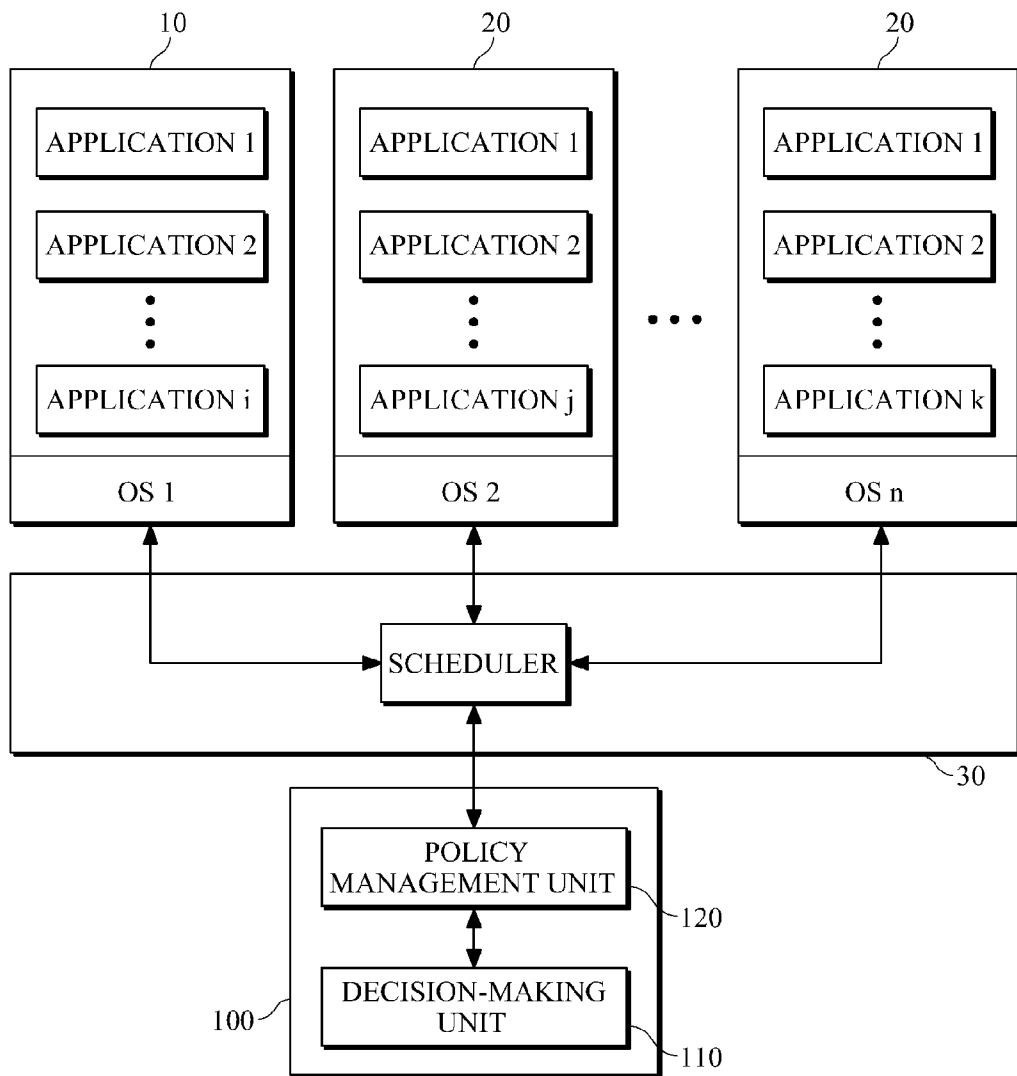 10
20
20
APPLICATION 1
APPLICATION 1
APPLICATION 1
APPLICATION 2
APPLICATION 2
APPLICATION 2
APPLICATION i
APPLICATION j
APPLICATION k
OS 1
OS 2
OS n
SCHEDULER
30
POLICY
MANAGEMENT UNIT
120
DECISION-MAKING
UNIT
100
110